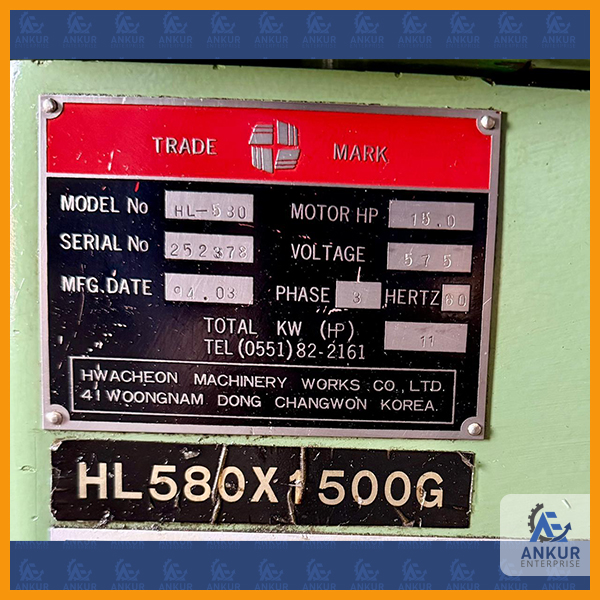 TRADE MARK
MODEL No HL-580 MOTOR HP 15.0
SERIAL No 252378 VOLTAGE 575
MFG.DATE 94.03 PHASE 3 HERTZ 60
TOTAL KW (HP) 11
TEL (0551) 82-2161
HWACHEON MACHINERY WORKS CO., LTD.
41 WOONGNAM DONG CHANGWON KOREA.
HL580X1500G
ANKUR
ENTERPRISE